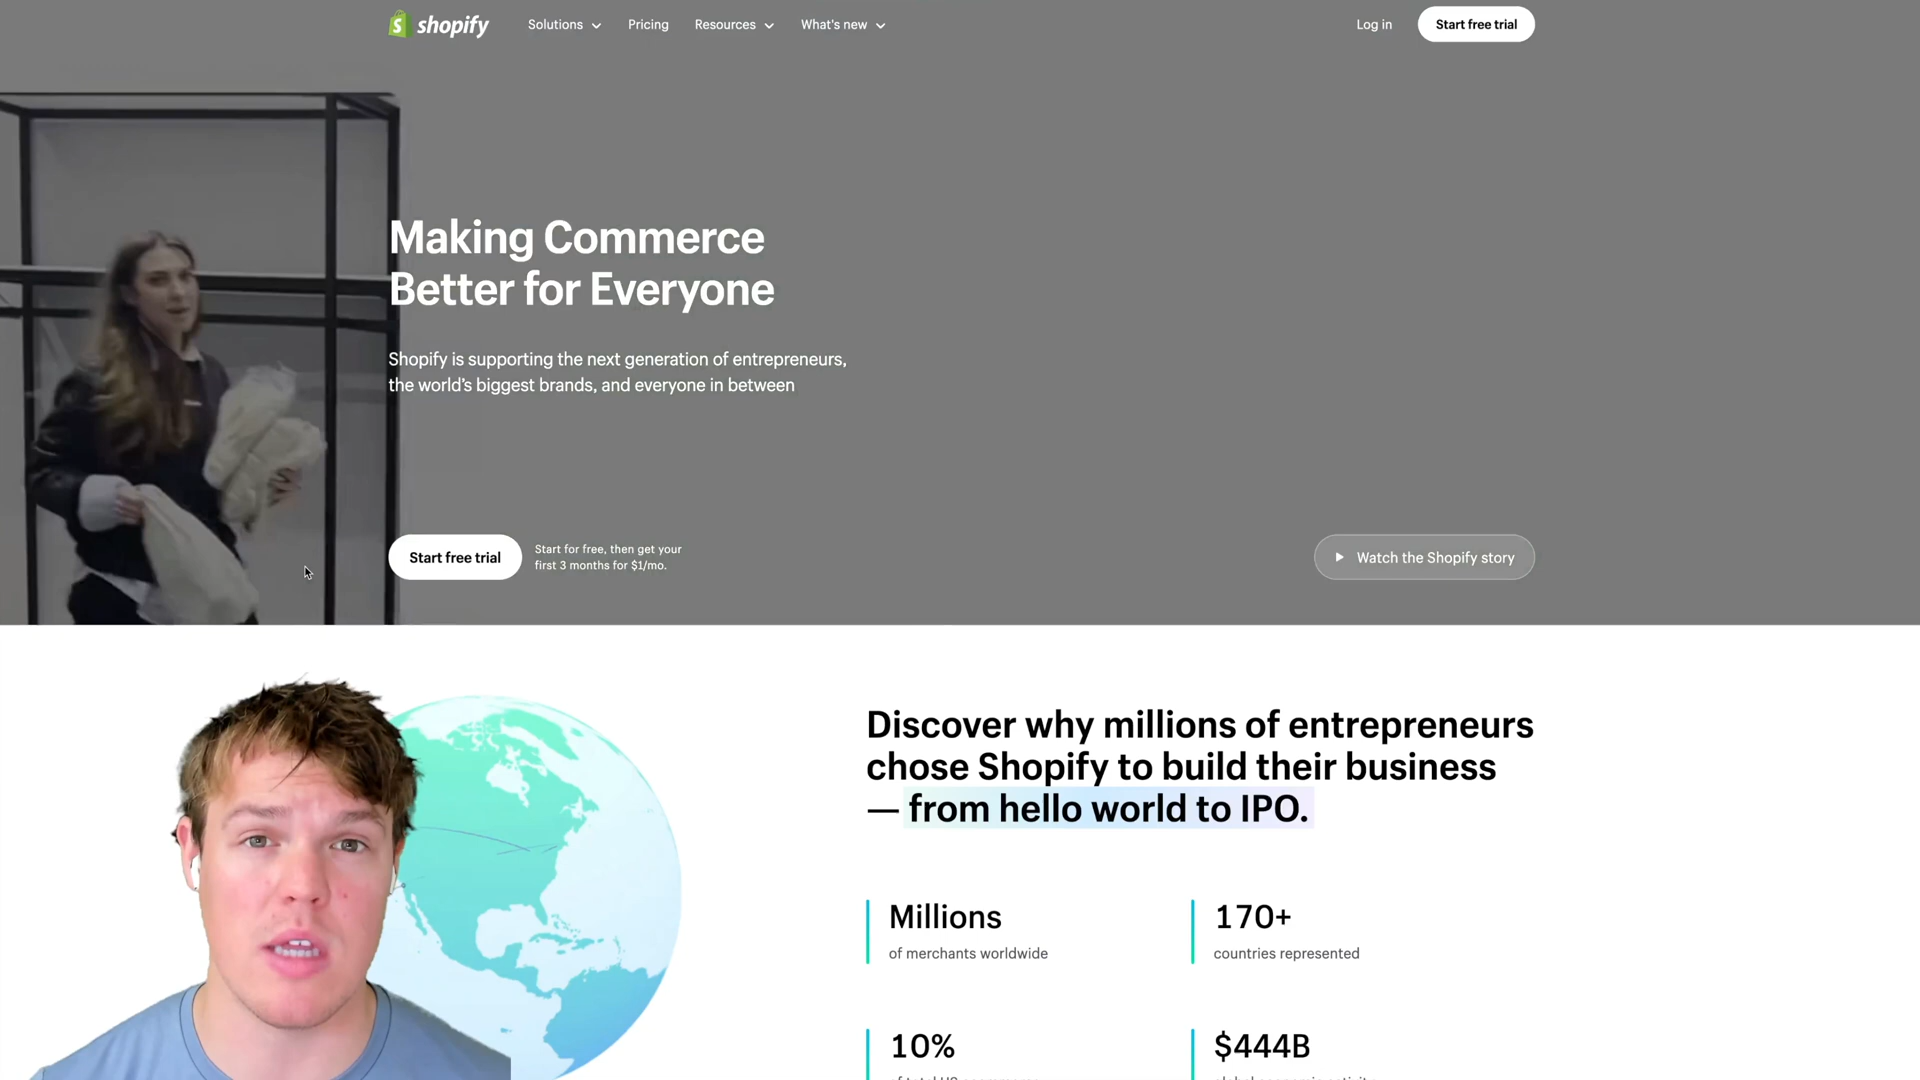 shopify
Solutions
Pricing
Resources
What's new
Log in
Start free trial
Making Commerce
Better for Everyone
Shopify is supporting the next generation of entrepreneurs,
the world's biggest brands, and everyone in between
Start free trial
Start for free, then get your
first 3 months for $1/mo.
Watch the Shopify story
Discover why millions of entrepreneurs
chose Shopify to build their business
— from hello world to IPO.
Millions
of merchants worldwide
170+
countries represented
10%
$444B